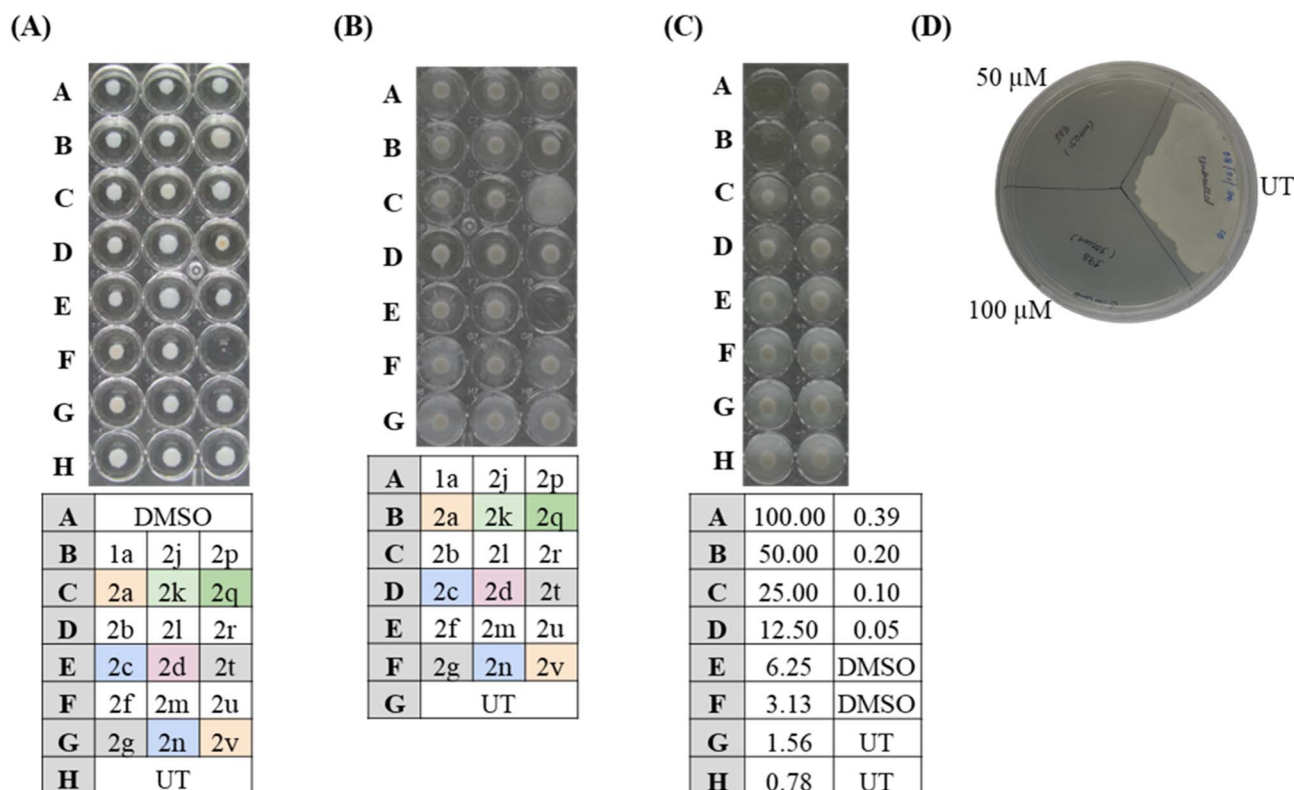 (A)
(B)
(C)
(D)
A
B
C
D
E
F
G
H
A DMSO
B 1a 2j 2p
C 2a 2k 2q
D 2b 2l 2r
E 2c 2d 2t
F 2f 2m 2u
G 2g 2n 2v
H UT
A
B
C
D
E
F
G
A 1a 2j 2p
B 2a 2k 2q
C 2b 2l 2r
D 2c 2d 2t
E 2f 2m 2u
F 2g 2n 2v
G UT
A
B
C
D
E
F
G
H
A 100.00 0.39
B 50.00 0.20
C 25.00 0.10
D 12.50 0.05
E 6.25 DMSO
F 3.13 DMSO
G 1.56 UT
H 0.78 UT
50 μM
UT
100 μM